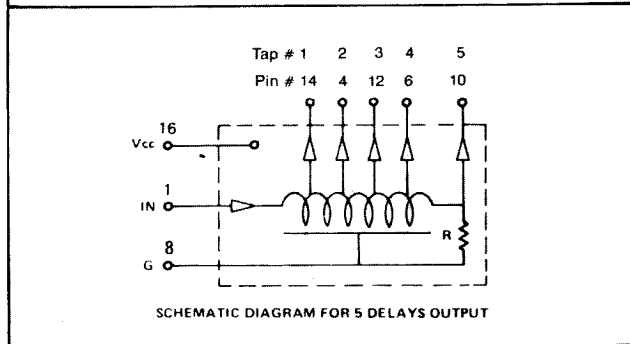 Tap # 1 2 3 4 5
Pin # 14 4 12 6 10
16
Vcc
1
IN
R
8
G
SCHEMATIC DIAGRAM FOR 5 DELAYS OUTPUT